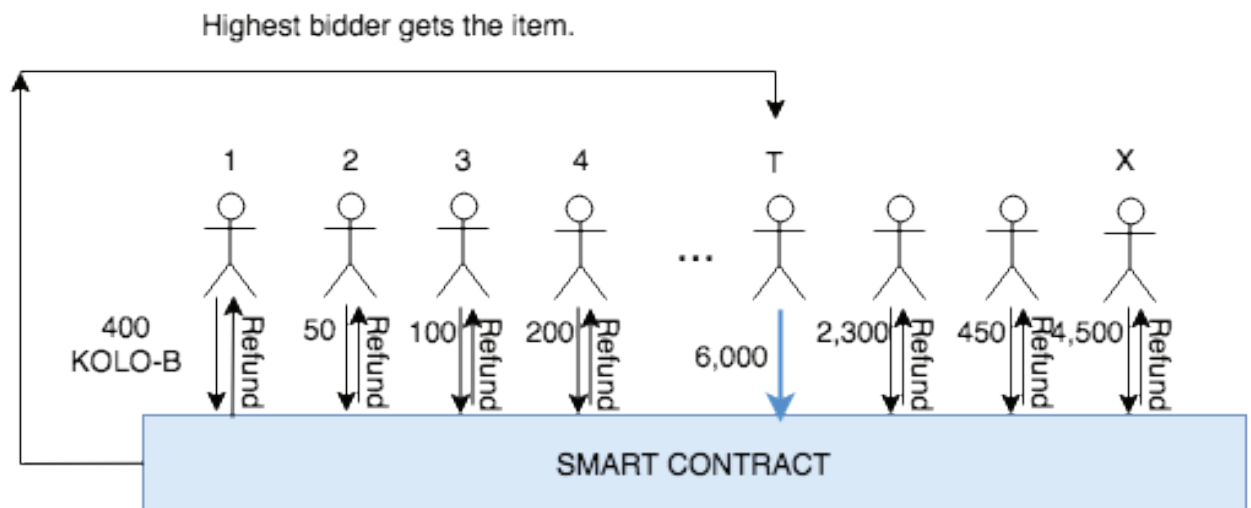 Highest bidder gets the item.
1 2 3 4 T X
...
400
KOLO-B
Refund
50
Refund
100
Refund
200
Refund
6,000
2,300
Refund
450
Refund
4,500
Refund
SMART CONTRACT